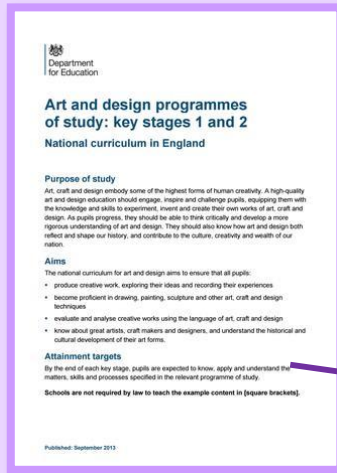 Department
for Education
Art and design programmes
of study: key stages 1 and 2
National curriculum in England
Purpose of study
Art, craft and design embody some of the highest forms of human creativity. A high-quality
art and design education should engage, inspire and challenge pupils, equipping them with
the knowledge and skills to experiment, invent and create their own works of art, craft and
design. As pupils progress, they should be able to think critically and develop a more
rigorous understanding of art and design. They should also know how art and design both
reflect and shape our history, and contribute to the culture, creativity and wealth of our
nation.
Aims
The national curriculum for art and design aims to ensure that all pupils:
• produce creative work, exploring their ideas and recording their experiences
• become proficient in drawing, painting, sculpture and other art, craft and design
techniques
• evaluate and analyse creative works using the language of art, craft and design
• know about great artists, craft makers and designers, and understand the historical and
cultural development of their art forms.
Attainment targets
By the end of each key stage, pupils are expected to know, apply and understand the
matters, skills and processes specified in the relevant programme of study.
Schools are not required by law to teach the example content in [square brackets].
Published: September 2013